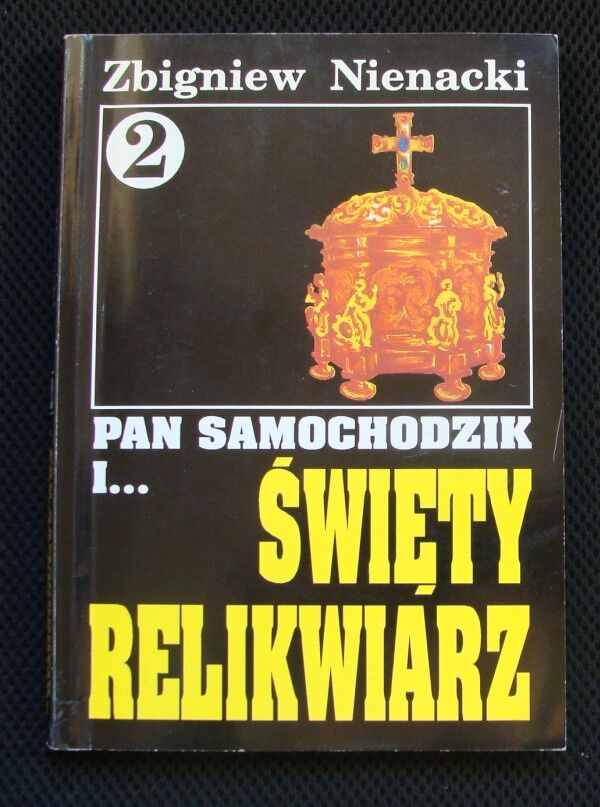 Zbigniew Nienacki
2
PAN SAMOCHODZIK
I...
ŚWIĘTY
RELIKWIARZ